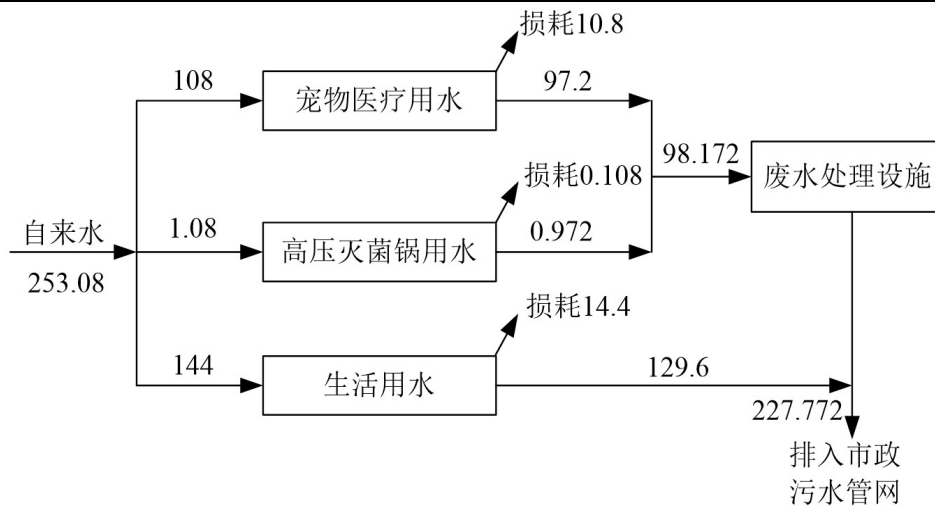 损耗10.8
108
宠物医疗用水
97.2
98.172
废水处理设施
损耗0.108
自来水
1.08
高压灭菌锅用水
0.972
253.08
损耗14.4
144
生活用水
129.6
227.772
排入市政
污水管网